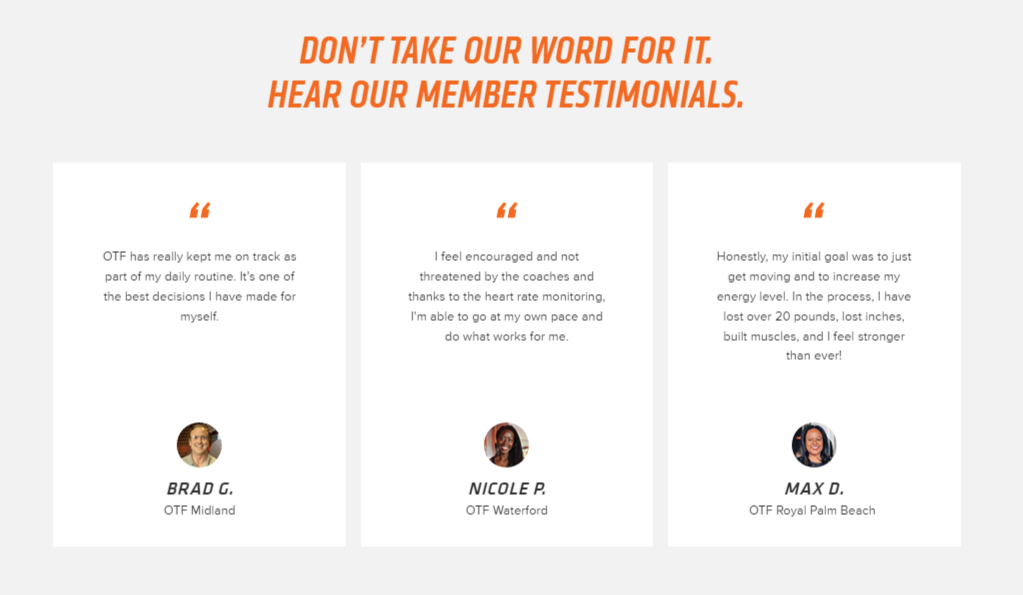 DON’T TAKE OUR WORD FOR IT.
HEAR OUR MEMBER TESTIMONIALS.
“
OTF has really kept me on track as
part of my daily routine. It’s one of
the best decisions I have made for
myself.
BRAD G.
OTF Midland
“
I feel encouraged and not
threatened by the coaches and
thanks to the heart rate monitoring,
I'm able to go at my own pace and
do what works for me.
NICOLE P.
OTF Waterford
“
Honestly, my initial goal was to just
get moving and to increase my
energy level. In the process, I have
lost over 20 pounds, lost inches,
built muscles, and I feel stronger
than ever!
MAX D.
OTF Royal Palm Beach